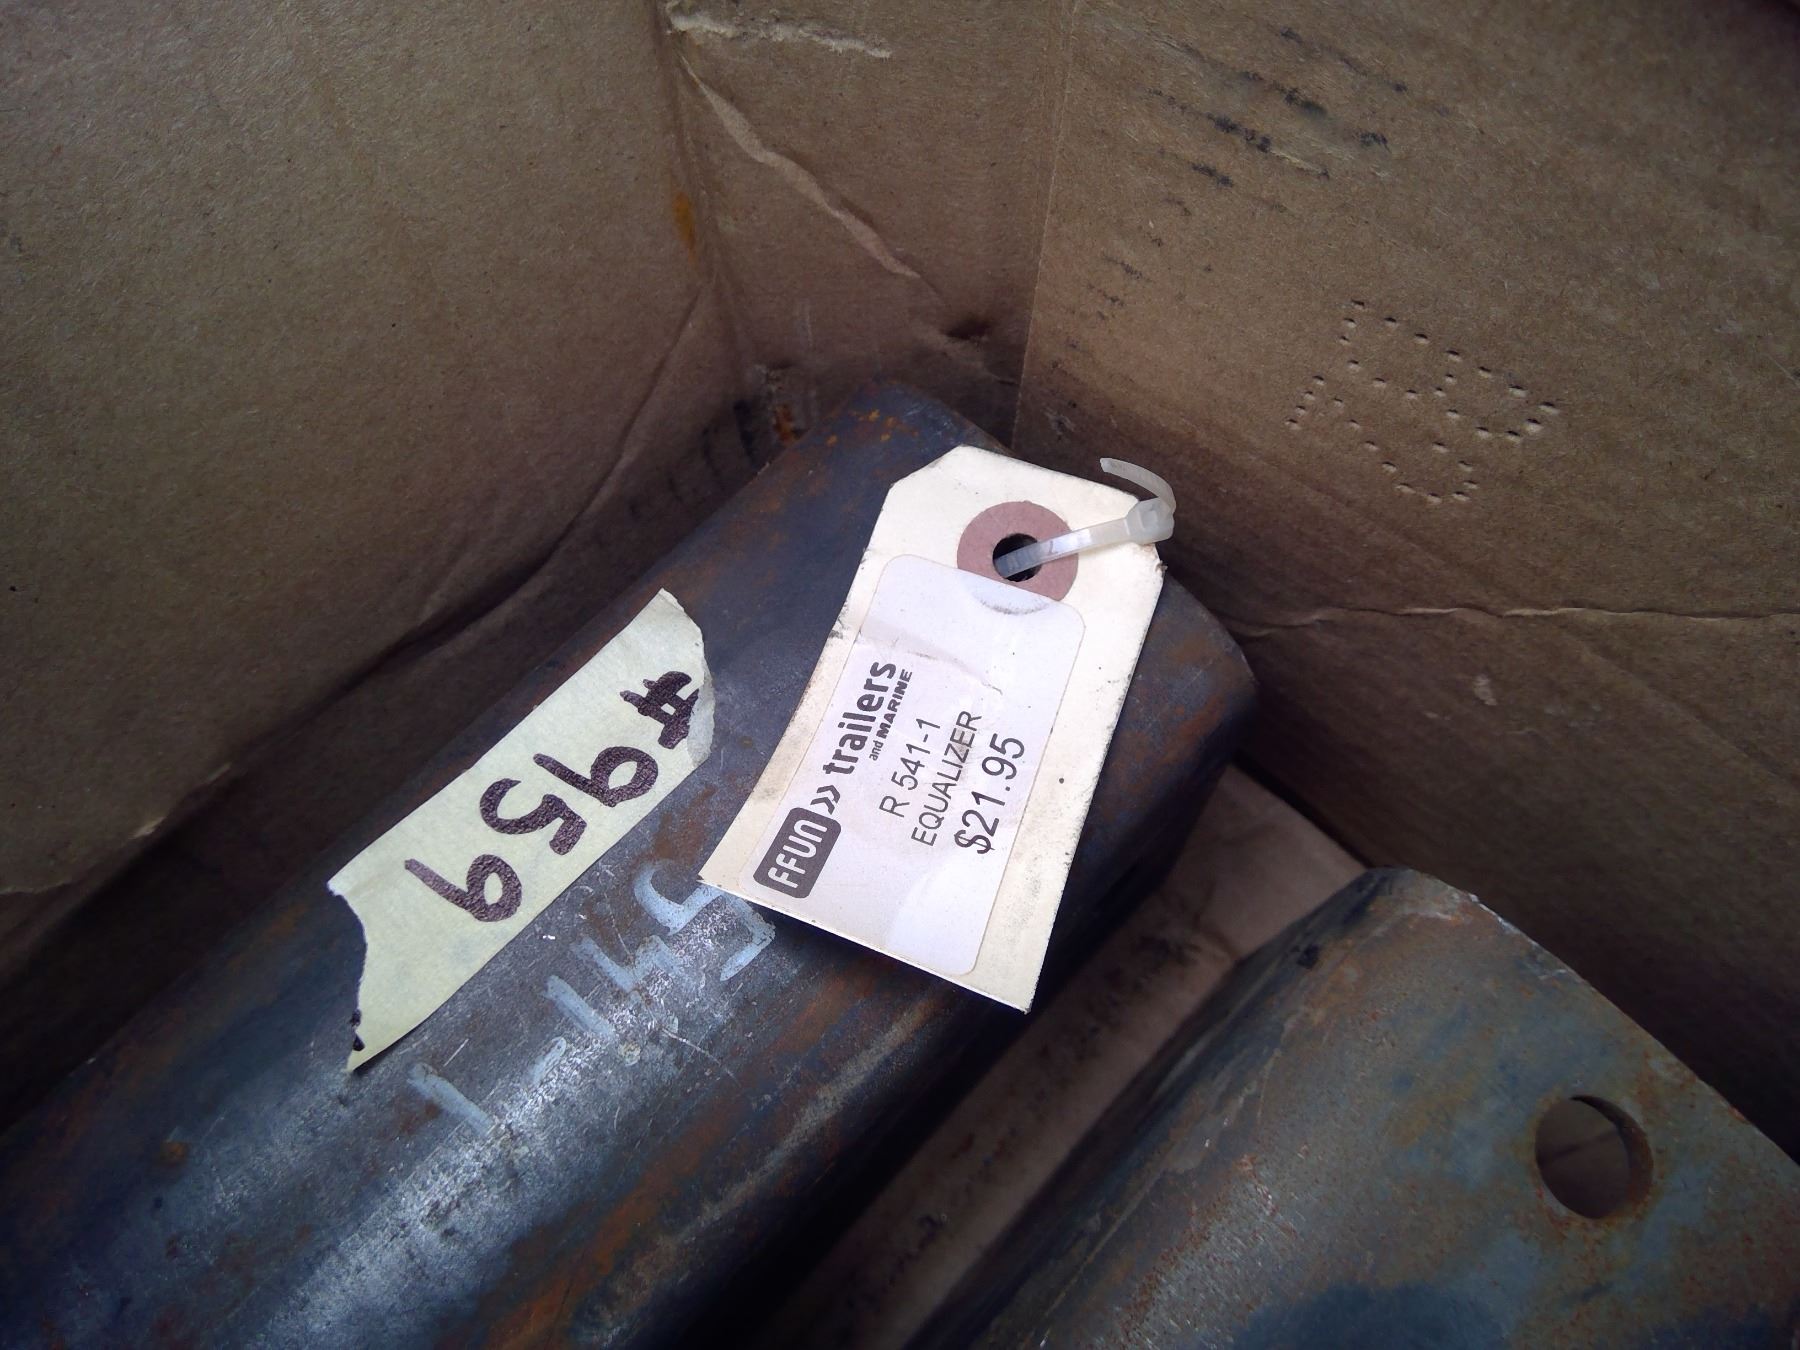 FFUN >> trailers
and MARINE
R 541-1
EQUALIZER
$21.95
#959
1-145